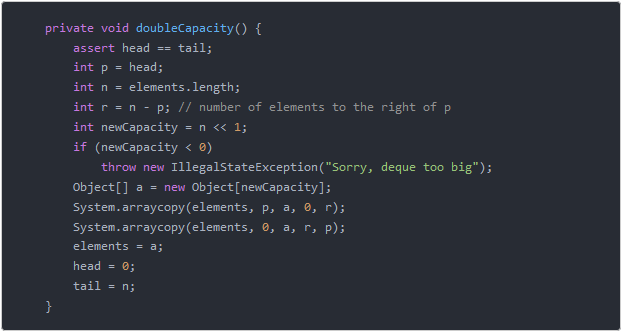 private void doubleCapacity() {
    assert head == tail;
    int p = head;
    int n = elements.length;
    int r = n - p; // number of elements to the right of p
    int newCapacity = n << 1;
    if (newCapacity < 0)
        throw new IllegalStateException("Sorry, deque too big");
    Object[] a = new Object[newCapacity];
    System.arraycopy(elements, p, a, 0, r);
    System.arraycopy(elements, 0, a, r, p);
    elements = a;
    head = 0;
    tail = n;
}